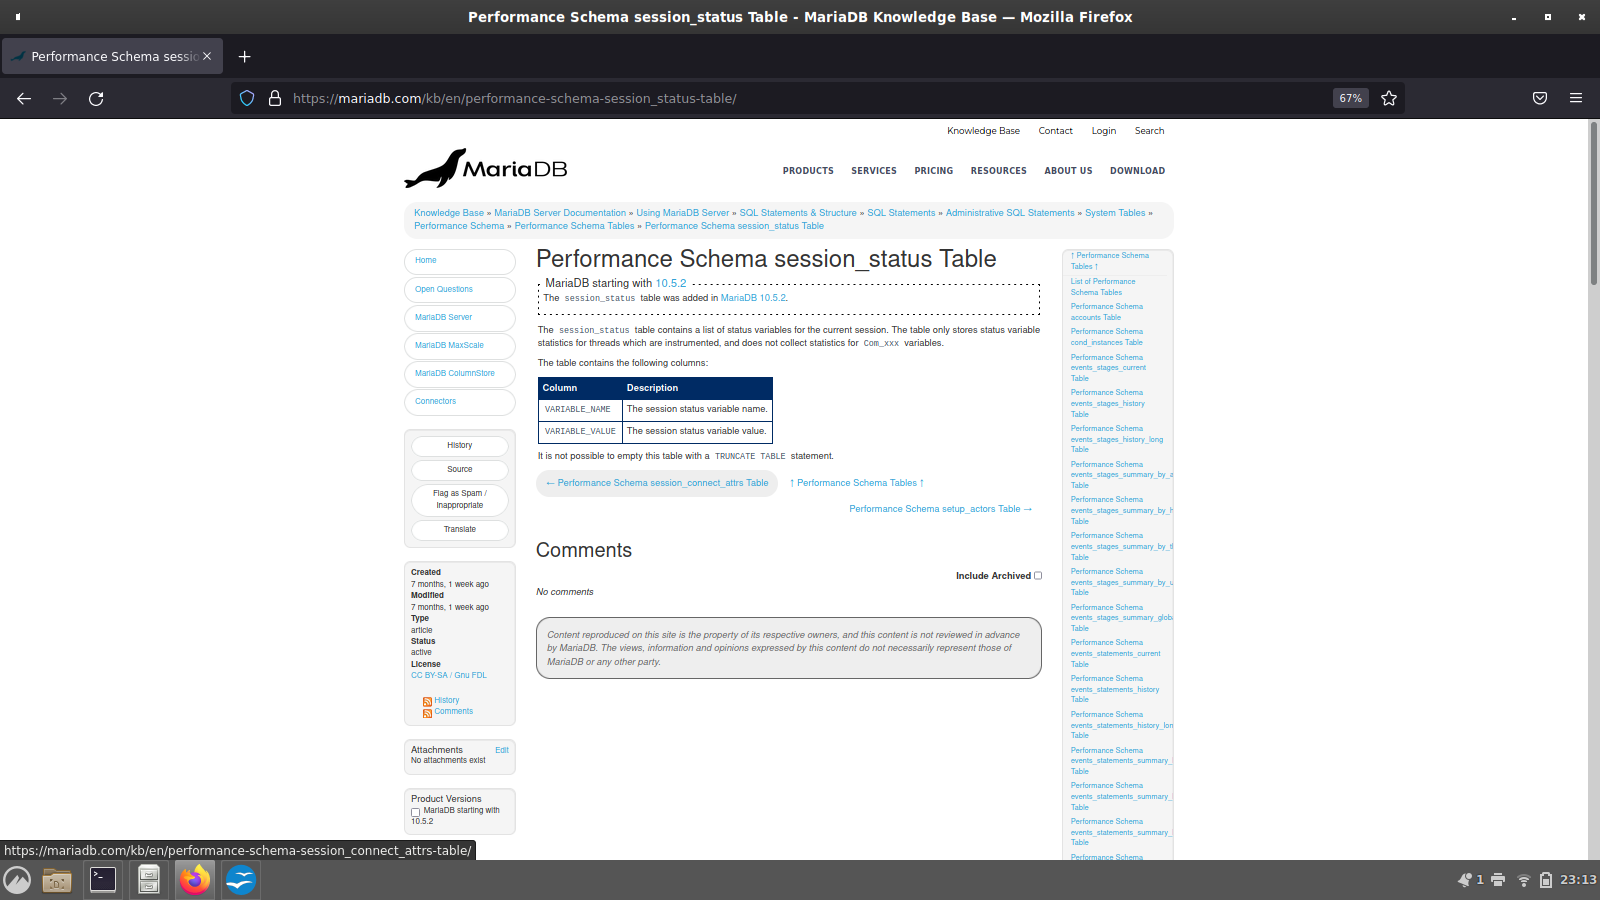 Performance Schema session_status Table - MariaDB Knowledge Base — Mozilla Firefox
Performance Schema sessio
https://mariadb.com/kb/en/performance-schema-session_status-table/
67%
Knowledge Base Contact Login Search
MariaDB
PRODUCTS SERVICES PRICING RESOURCES ABOUT US DOWNLOAD
Knowledge Base » MariaDB Server Documentation » Using MariaDB Server » SQL Statements & Structure » SQL Statements » Administrative SQL Statements » System Tables »
Performance Schema » Performance Schema Tables » Performance Schema session_status Table
Home
Open Questions
MariaDB Server
MariaDB MaxScale
MariaDB ColumnStore
Connectors
History
Source
Flag as Spam /
Inappropriate
Translate
Created
7 months, 1 week ago
Modified
7 months, 1 week ago
Type
article
Status
active
License
CC BY-SA / Gnu FDL
History
Comments
Attachments Edit
No attachments exist
Product Versions
MariaDB starting with
10.5.2
Performance Schema session_status Table
MariaDB starting with 10.5.2
The session_status table was added in MariaDB 10.5.2.
The session_status table contains a list of status variables for the current session. The table only stores status variable
statistics for threads which are instrumented, and does not collect statistics for Com_xxx variables.
The table contains the following columns:
Column Description
VARIABLE_NAME The session status variable name.
VARIABLE_VALUE The session status variable value.
It is not possible to empty this table with a TRUNCATE TABLE statement.
← Performance Schema session_connect_attrs Table ↑ Performance Schema Tables ↑
Performance Schema setup_actors Table →
Comments
Include Archived
No comments
Content reproduced on this site is the property of its respective owners, and this content is not reviewed in advance
by MariaDB. The views, information and opinions expressed by this content do not necessarily represent those of
MariaDB or any other party.
↑ Performance Schema
Tables ↑
List of Performance
Schema Tables
Performance Schema
accounts Table
Performance Schema
cond_instances Table
Performance Schema
events_stages_current
Table
Performance Schema
events_stages_history
Table
Performance Schema
events_stages_history_long
Table
Performance Schema
events_stages_summary_by_a
Table
Performance Schema
events_stages_summary_by_h
Table
Performance Schema
events_stages_summary_by_t
Table
Performance Schema
events_stages_summary_by_u
Table
Performance Schema
events_stages_summary_globa
Table
Performance Schema
events_statements_current
Table
Performance Schema
events_statements_history
Table
Performance Schema
events_statements_history_lon
Table
Performance Schema
events_statements_summary_
Table
Performance Schema
events_statements_summary_
Table
Performance Schema
events_statements_summary_
Table
Performance Schema
https://mariadb.com/kb/en/performance-schema-session_connect_attrs-table/
1 23:13